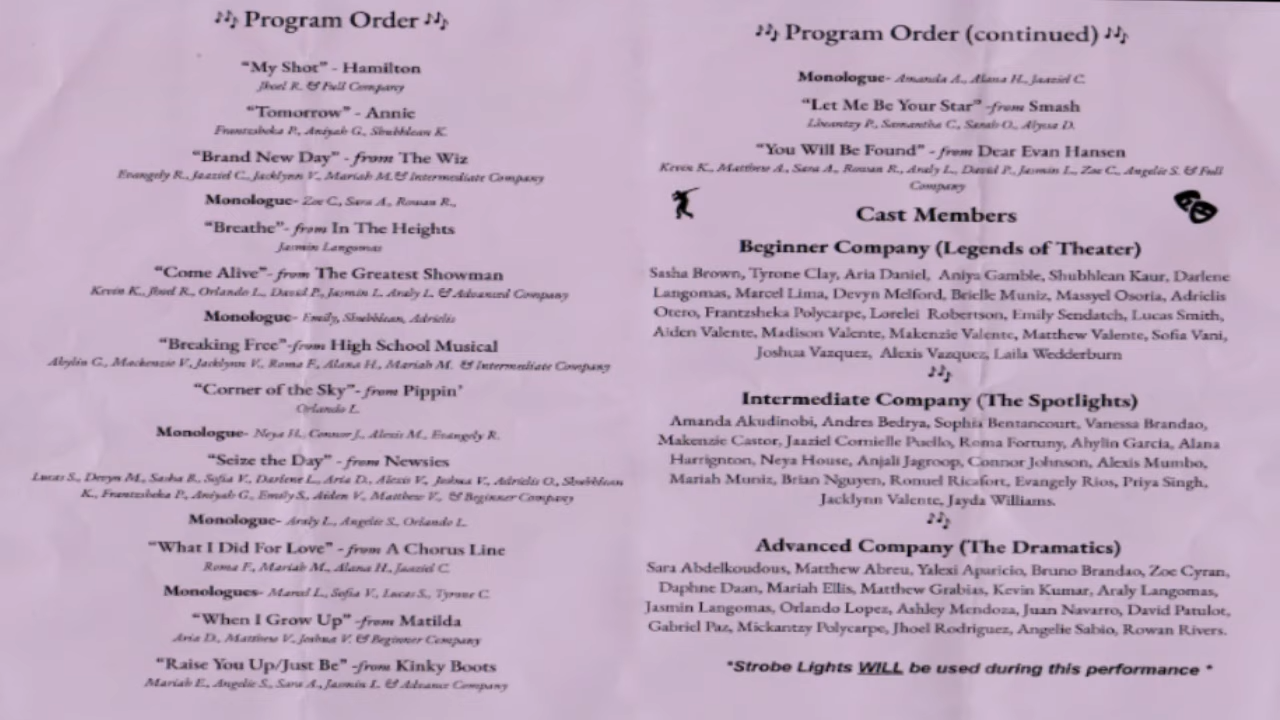 Program Order
"My Shot" - Hamilton
Jhoel R. & Full Company
"Tomorrow" - Annie
Frantzsheka P., Aniyah G., Shubhlean K.
"Brand New Day" - from The Wiz
Evangely R., Jaaziel C., Jacklynn V., Mariah M. & Intermediate Company
Monologue- Zoe C., Sara A., Rowan R.,
"Breathe"- from In The Heights
Jasmin Langomas
"Come Alive"- from The Greatest Showman
Kevin K., Jhoel R., Orlando L., David P., Jasmin L. Araly L. & Advanced Company
Monologue- Emily, Shubhlean, Adrielis
"Breaking Free"-from High School Musical
Ahylin G., Mackenzie V., Jacklynn V., Roma F., Alana H., Mariah M. & Intermediate Company
"Corner of the Sky"- from Pippin'
Orlando L.
Monologue- Neya H., Connor J., Alexis M., Evangely R.
"Seize the Day" - from Newsies
Lucas S., Devyn M., Sasha B., Sofia V., Darlene L., Aria D., Alexis V., Joshua V., Adrielis O., Shubhlean
K., Frantzsheka P., Aniyah G., Emily S., Aiden V., Matthew V., & Beginner Company
Monologue- Araly L., Angelie S., Orlando L.
"What I Did For Love" - from A Chorus Line
Roma F., Mariah M., Alana H., Jaaziel C.
Monologues- Marcel L., Sofia V., Lucas S., Tyrone C.
"When I Grow Up" -from Matilda
Aria D., Matthew V., Joshua V. & Beginner Company
"Raise You Up/Just Be" -from Kinky Boots
Mariah E., Angelie S., Sara A., Jasmin L. & Advance Company
Program Order (continued)
Monologue- Amanda A., Alana H., Jaaziel C.
"Let Me Be Your Star" -from Smash
P., Samantha C., Sarah O., Alyssa D.
"You Will Be Found" - from Dear Evan Hansen
Keven K., Matthew A., Sara A., Rowan R., Araly L., David P., Jasmin L., Zoe C., Angelie S. & Full
Company
Cast Members
Beginner Company (Legends of Theater)
Sasha Brown, Tyrone Clay, Aria Daniel, Aniya Gamble, Shubhlean Kaur, Darlene
Langomas, Marcel Lima, Devyn Melford, Brielle Muniz, Massyel Osoria, Adrielis
Otero, Frantzsheka Polycarpe, Lorelei Robertson, Emily Sendatch, Lucas Smith,
Aiden Valente, Madison Valente, Makenzie Valente, Matthew Valente, Sofia Vani,
Joshua Vazquez, Alexis Vazquez, Laila Wedderburn
Intermediate Company (The Spotlights)
Amanda Akudinobi, Andres Bedrya, Sophia Bentancourt, Vanessa Brandao,
Makenzie Castor, Jaaziel Cornielle Puello, Roma Fortuny, Ahylin Garcia, Alana
Harrignton, Neya House, Anjali Jagroop, Connor Johnson, Alexis Mumbo,
Mariah Muniz, Brian Nguyen, Ronuel Ricafort, Evangely Rios, Priya Singh,
Jacklynn Valente, Jayda Williams.
Advanced Company (The Dramatics)
Sara Abdelkoudous, Matthew Abreu, Yalexi Aparicio, Bruno Brandao, Zoe Cyran,
Daphne Daan, Mariah Ellis, Matthew Grabias, Kevin Kumar, Araly Langomas,
Jasmin Langomas, Orlando Lopez, Ashley Mendoza, Juan Navarro, David Patulot,
Gabriel Paz, Mickantzy Polycarpe, Jhoel Rodriguez, Angelie Sabio, Rowan Rivers.
*Strobe Lights WILL be used during this performance *